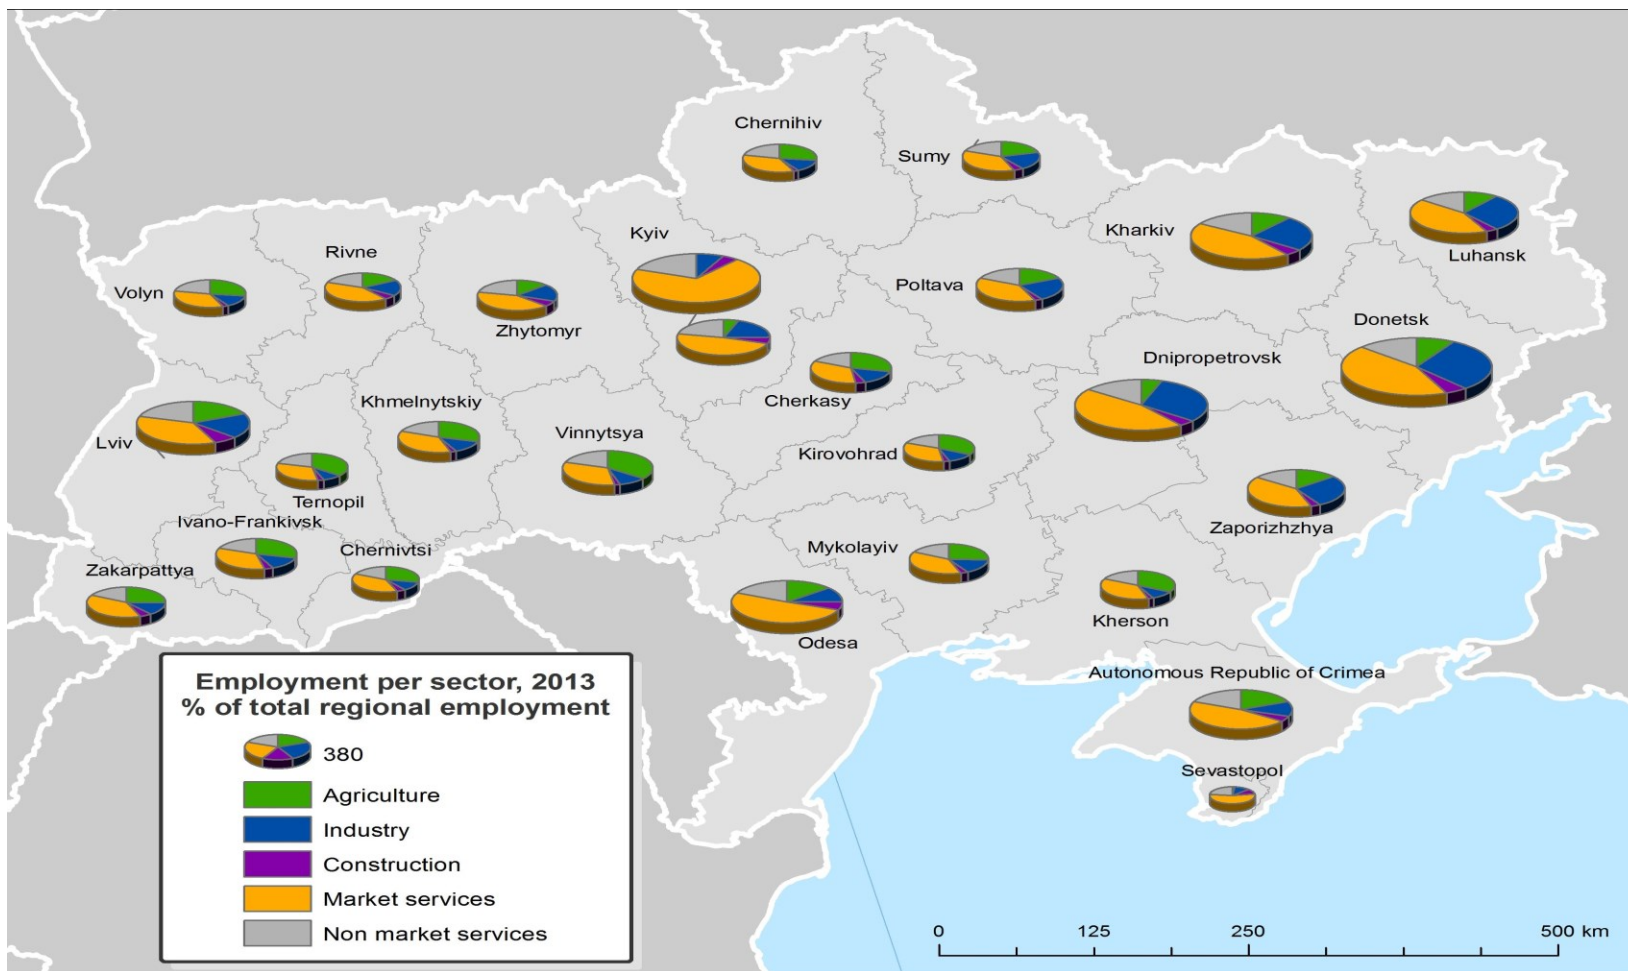 Chernihiv
Sumy
Kharkiv
Luhansk
Kyiv
Rivne
Volyn
Zhytomyr
Poltava
Donetsk
Dnipropetrovsk
Cherkasy
Khmelnytskiy
Vinnytsya
Lviv
Kirovohrad
Ternopil
Ivano-Frankivsk
Zaporizhzhya
Chernivtsi
Mykolayiv
Zakarpattya
Kherson
Odesa
Autonomous Republic of Crimea
Sevastopol
Employment per sector, 2013
% of total regional employment
380
Agriculture
Industry
Construction
Market services
Non market services
0 125 250 500 km